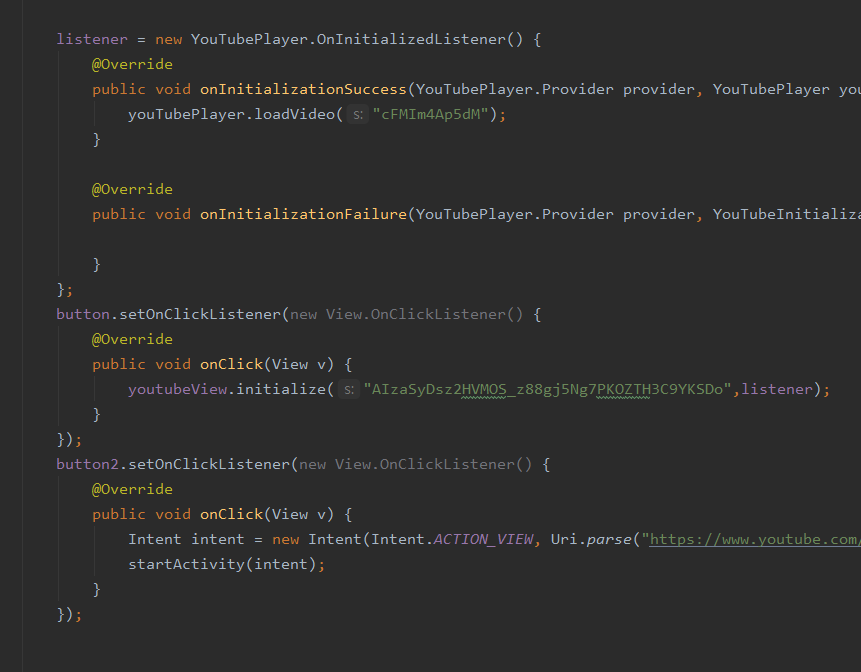 listener = new YouTubePlayer.OnInitializedListener() {
@Override
public void onInitializationSuccess(YouTubePlayer.Provider provider, YouTubePlayer you
youTubePlayer.loadVideo( s: "cFMIm4Ap5dM");
}
@Override
public void onInitializationFailure(YouTubePlayer.Provider provider, YouTubeInitializa
}
};
button.setOnClickListener(new View.OnClickListener() {
@Override
public void onClick(View v) {
youtubeView.initialize( s: "AIzaSyDsz2HVMOS_z88gj5Ng7PKOZTH3C9YKSDo",listener);
}
});
button2.setOnClickListener(new View.OnClickListener() {
@Override
public void onClick(View v) {
Intent intent = new Intent(Intent.ACTION_VIEW, Uri.parse("https://www.youtube.com/
startActivity(intent);
}
});